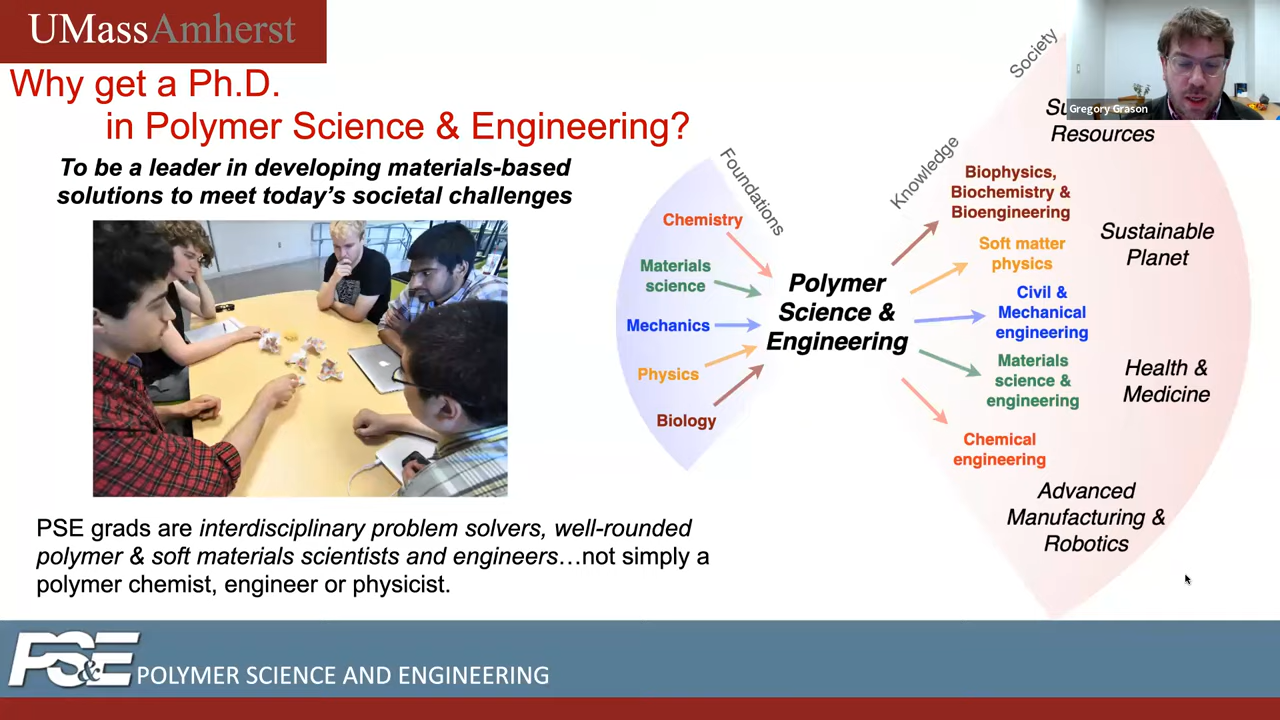 UMassAmherst
Why get a Ph.D.
in Polymer Science & Engineering?
To be a leader in developing materials-based
solutions to meet today's societal challenges
PSE grads are interdisciplinary problem solvers, well-rounded
polymer & soft materials scientists and engineers…not simply a
polymer chemist, engineer or physicist.
Foundations
Chemistry
Materials
science
Mechanics
Physics
Biology
Polymer
Science &
Engineering
Knowledge
Biophysics,
Biochemistry &
Bioengineering
Soft matter
physics
Civil &
Mechanical
engineering
Materials
science &
engineering
Chemical
engineering
Society
Resources
Sustainable
Planet
Health &
Medicine
Advanced
Manufacturing &
Robotics
Gregory Grason
PS&E
POLYMER SCIENCE AND ENGINEERING